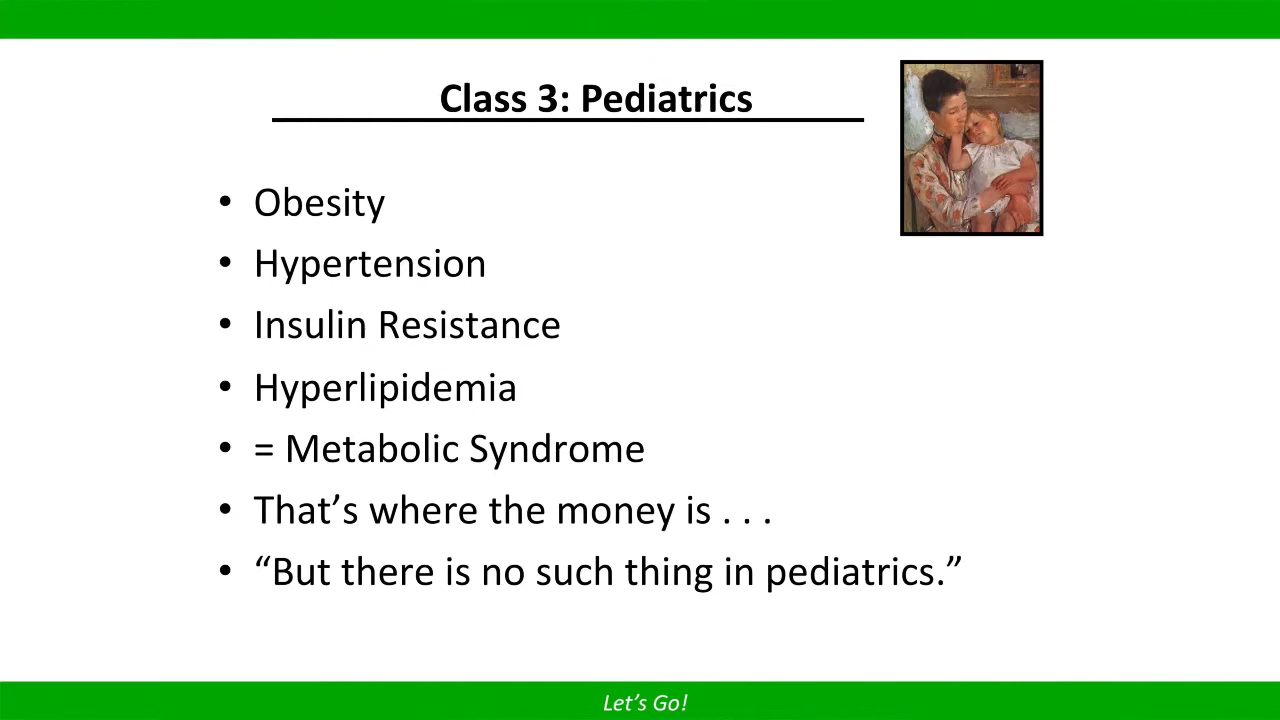 Class 3: Pediatrics
• Obesity
• Hypertension
• Insulin Resistance
• Hyperlipidemia
• = Metabolic Syndrome
• That’s where the money is . . .
• “But there is no such thing in pediatrics.”
Let’s Go!